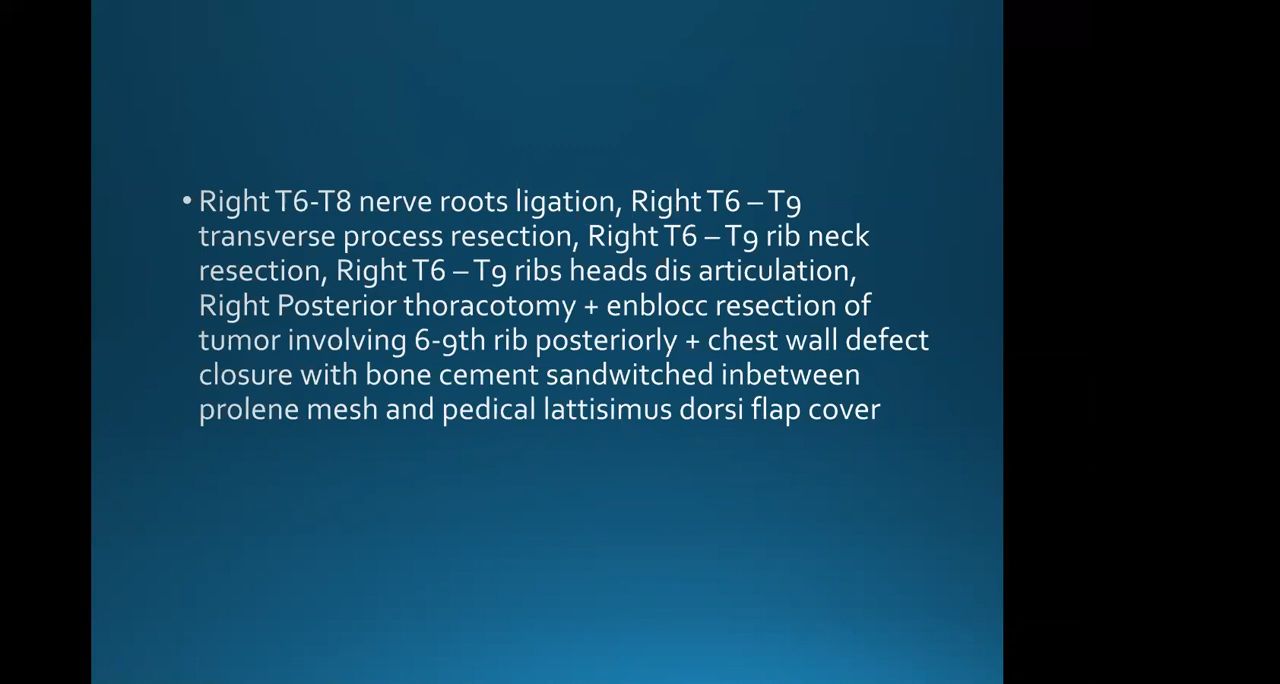 • Right T6-T8 nerve roots ligation, Right T6 – T9
transverse process resection, Right T6 – T9 rib neck
resection, Right T6 – T9 ribs heads dis articulation,
Right Posterior thoracotomy + enblocc resection of
tumor involving 6-9th rib posteriorly + chest wall defect
closure with bone cement sandwitched inbetween
prolene mesh and pedical lattisimus dorsi flap cover